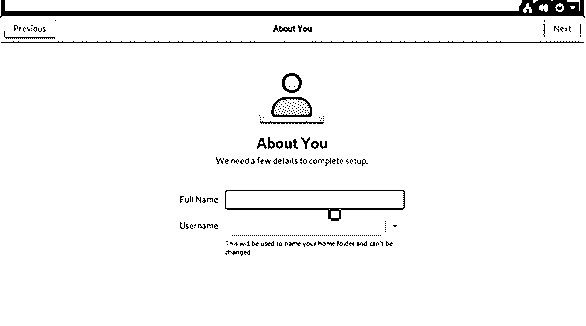 Previous
About You
Next
About You
We need a few details to complete setup.
Full Name
Username
This will be used to name your home folder and can't be
changed.